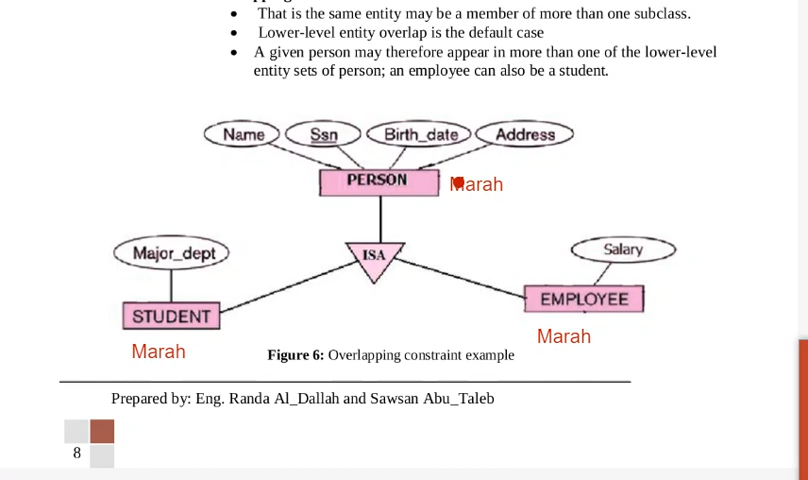 • That is the same entity may be a member of more than one subclass.
• Lower-level entity overlap is the default case
• A given person may therefore appear in more than one of the lower-level
entity sets of person; an employee can also be a student.
Name Ssn Birth_date Address
PERSON Marah
Major_dept ISA Salary
STUDENT EMPLOYEE
Marah Marah
Figure 6: Overlapping constraint example
Prepared by: Eng. Randa Al_Dallah and Sawsan Abu_Taleb
8